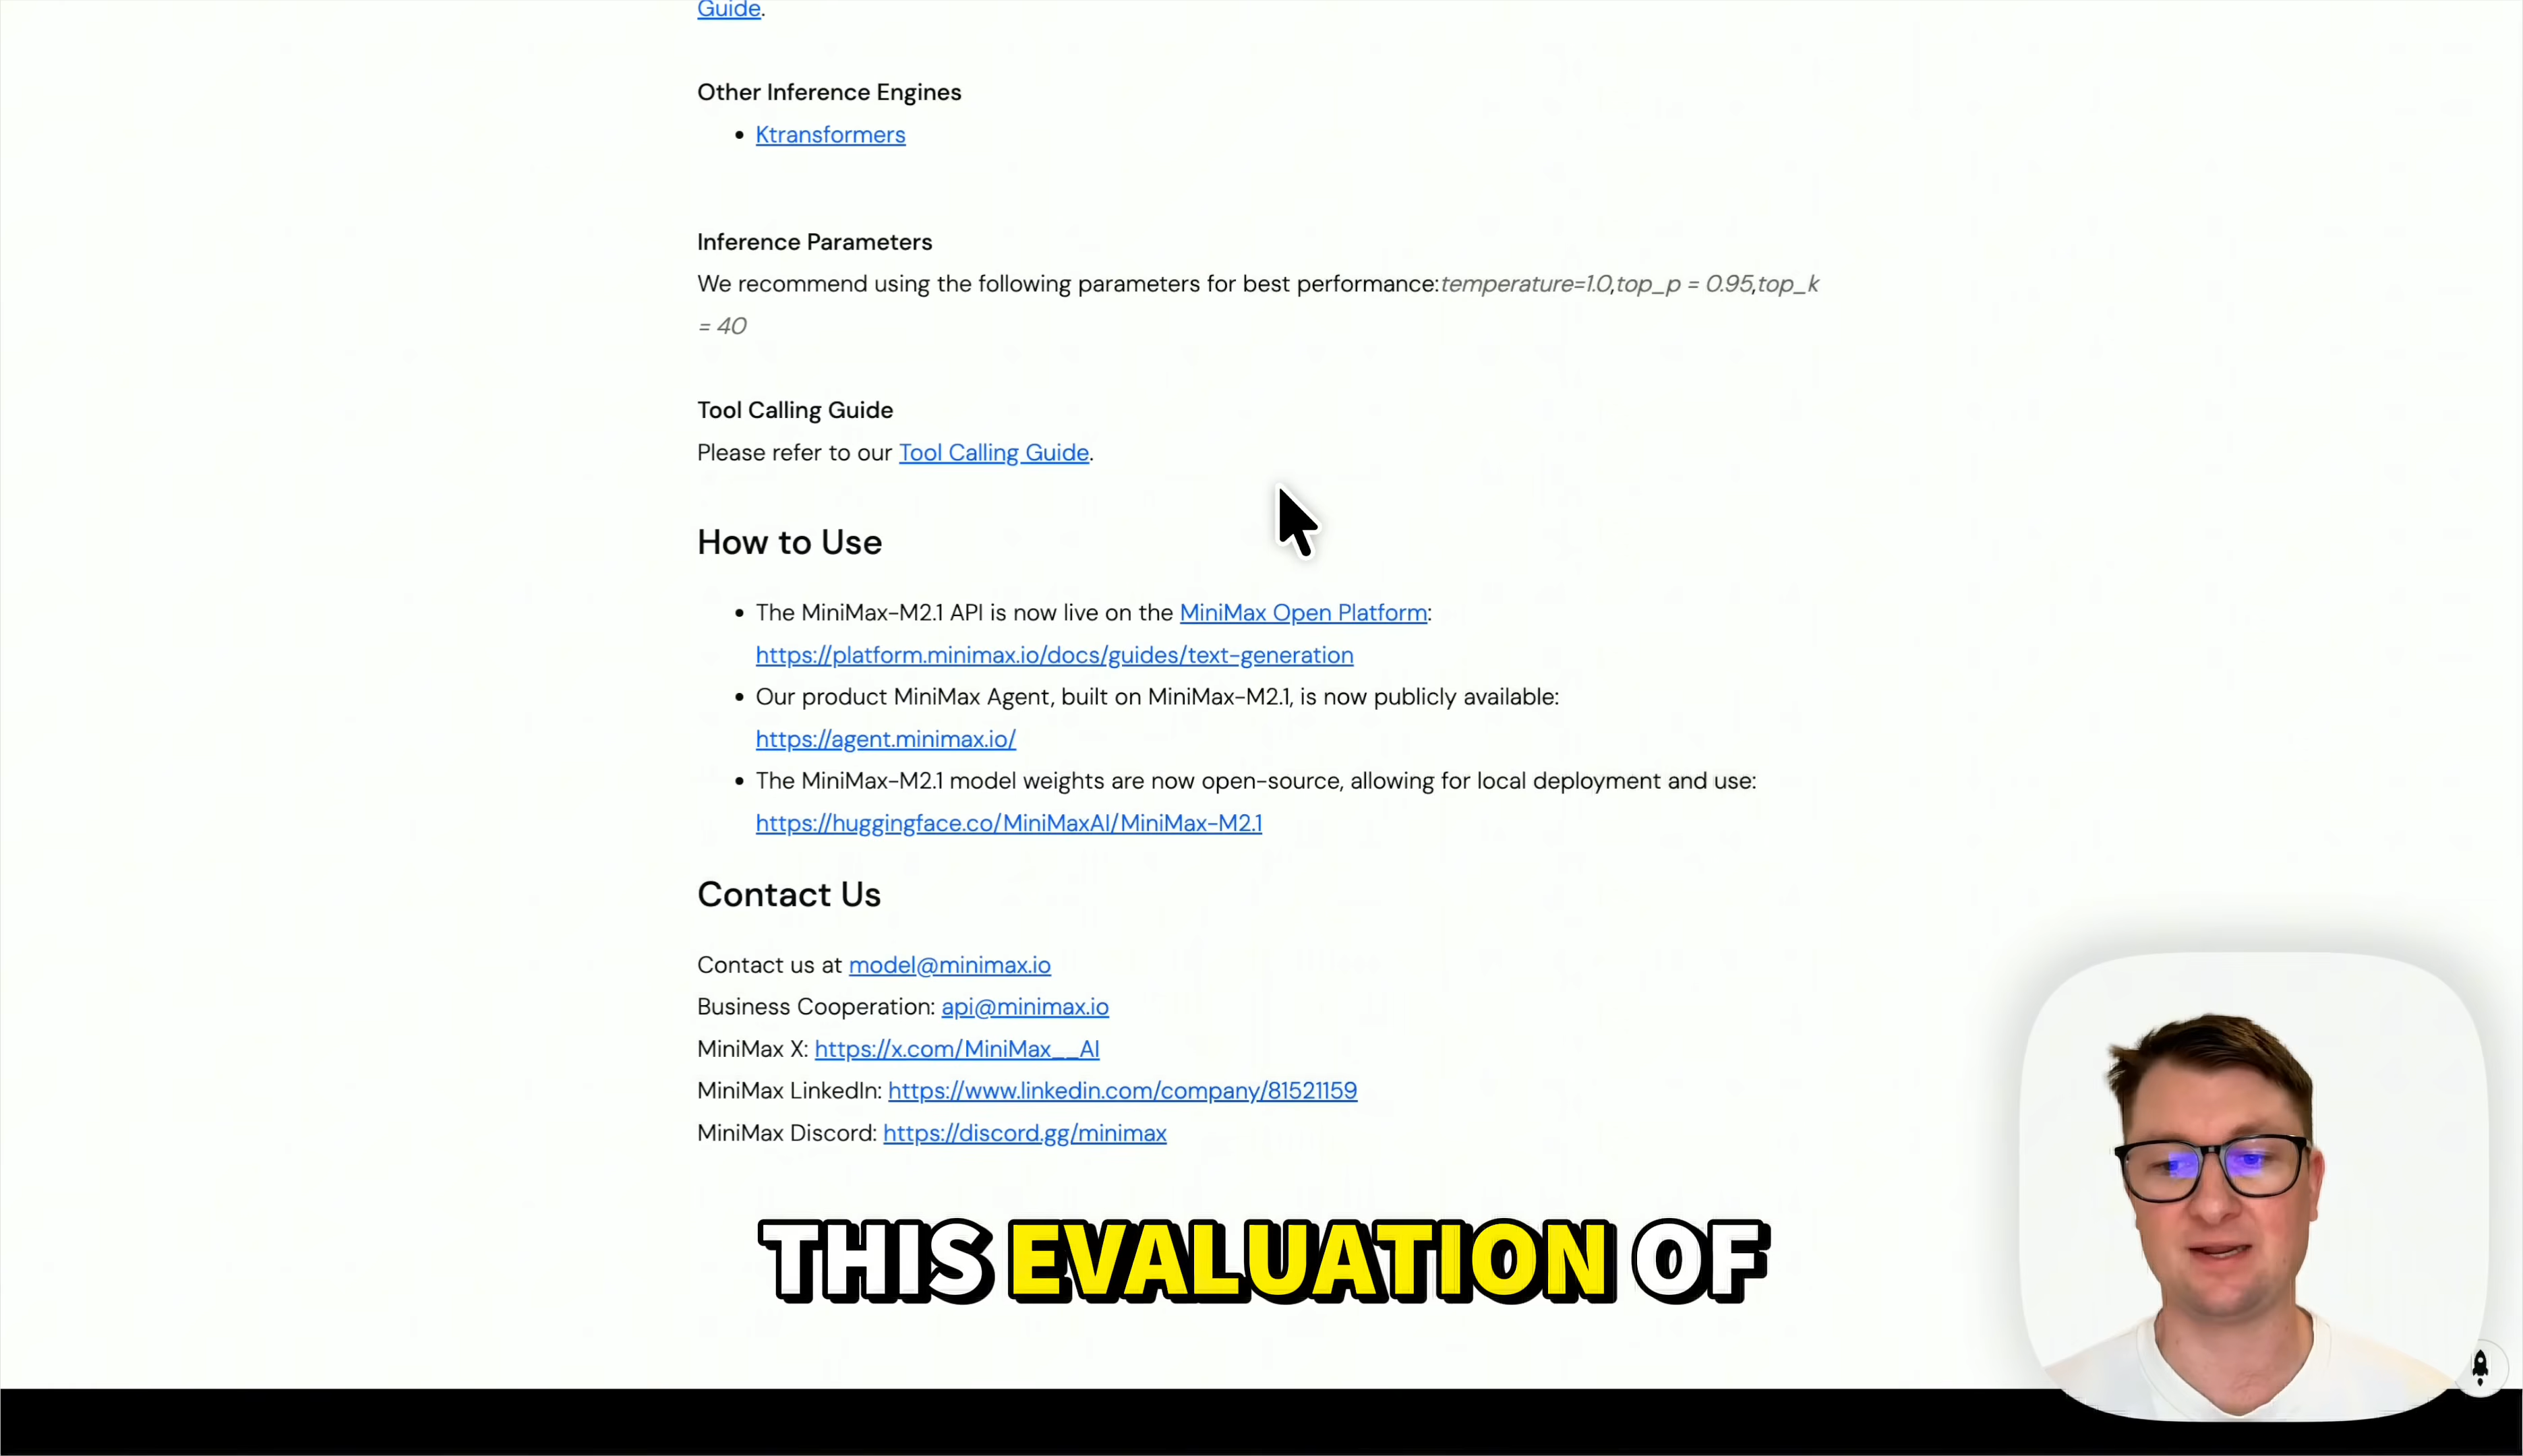 Guide.
Other Inference Engines
• Ktransformers
Inference Parameters
We recommend using the following parameters for best performance:temperature=1.0,top_p = 0.95,top_k
= 40
Tool Calling Guide
Please refer to our Tool Calling Guide.
How to Use
• The MiniMax-M2.1 API is now live on the MiniMax Open Platform:
https://platform.minimax.io/docs/guides/text-generation
• Our product MiniMax Agent, built on MiniMax-M2.1, is now publicly available:
https://agent.minimax.io/
• The MiniMax-M2.1 model weights are now open-source, allowing for local deployment and use:
https://huggingface.co/MiniMaxAI/MiniMax-M2.1
Contact Us
Contact us at model@minimax.io
Business Cooperation: api@minimax.io
MiniMax X: https://x.com/MiniMax__AI
MiniMax LinkedIn: https://www.linkedin.com/company/81521159
MiniMax Discord: https://discord.gg/minimax
THIS EVALUATION OF